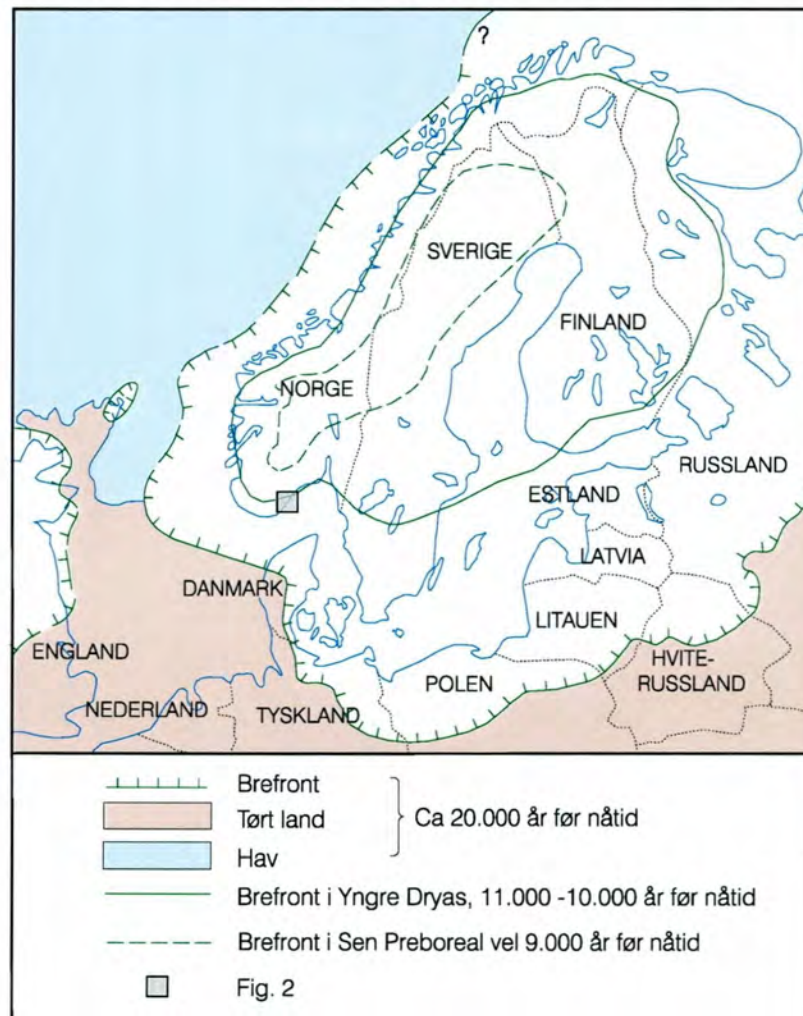 ?
SVERIGE
FINLAND
NORGE
RUSSLAND
ESTLAND
LATVIA
DANMARK
LITAUEN
ENGLAND
HVITE-
RUSSLAND
POLEN
NEDERLAND
TYSKLAND
Brefront
Tørt land
Ca 20.000 år før nåtid
Hav
Brefront i Yngre Dryas, 11.000 -10.000 år før nåtid
Brefront i Sen Preboreal vel 9.000 år før nåtid
Fig. 2